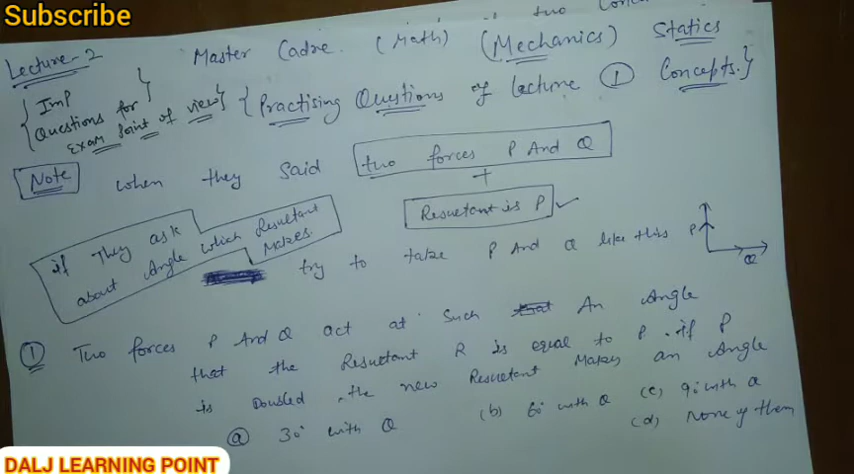 Subscribe
Lecture-2
Master Cadre. (Math) (Mechanics) Statics
{ Imp }
{ Questions for
Exam point of view } { Practising Questions of lecture ① Concepts. }
Note when they said two forces P And Q
+
Resultant is P ✓
if They ask
about Angle which Resultant
Makes.
try to take P And Q like this P
Q
① Two forces P And Q act at such An Angle
that the Resultant R is equal to P. if P
is Doubled, the new Resultant Makes an Angle
(a) 30° with Q (b) 60° with Q (c) 90° with Q
(d) None of them
DALJ LEARNING POINT